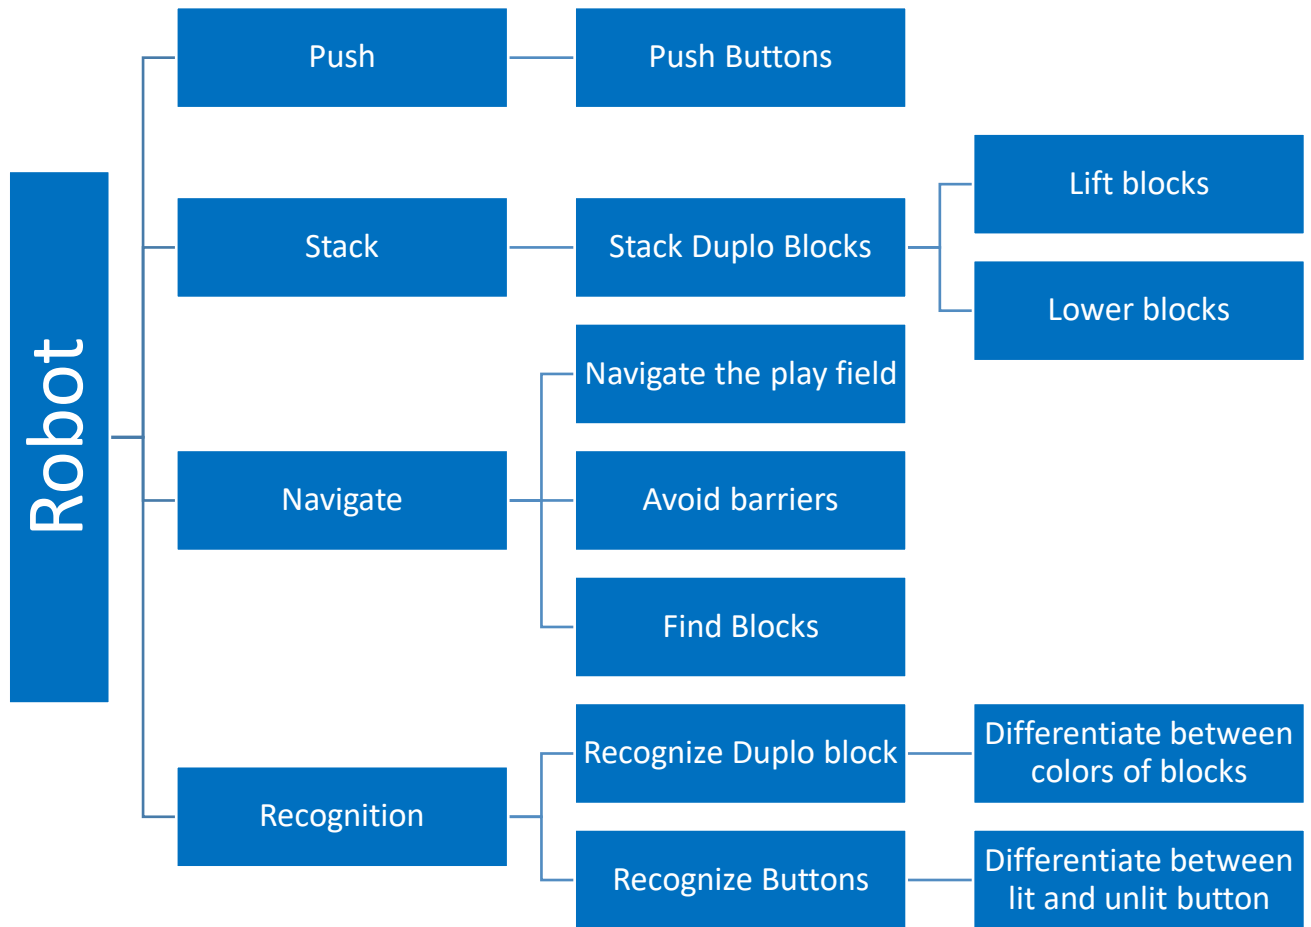 Robot
Push
Push Buttons
Stack
Stack Duplo Blocks
Lift blocks
Lower blocks
Navigate
Navigate the play field
Avoid barriers
Find Blocks
Recognition
Recognize Duplo block
Differentiate between
colors of blocks
Recognize Buttons
Differentiate between
lit and unlit button